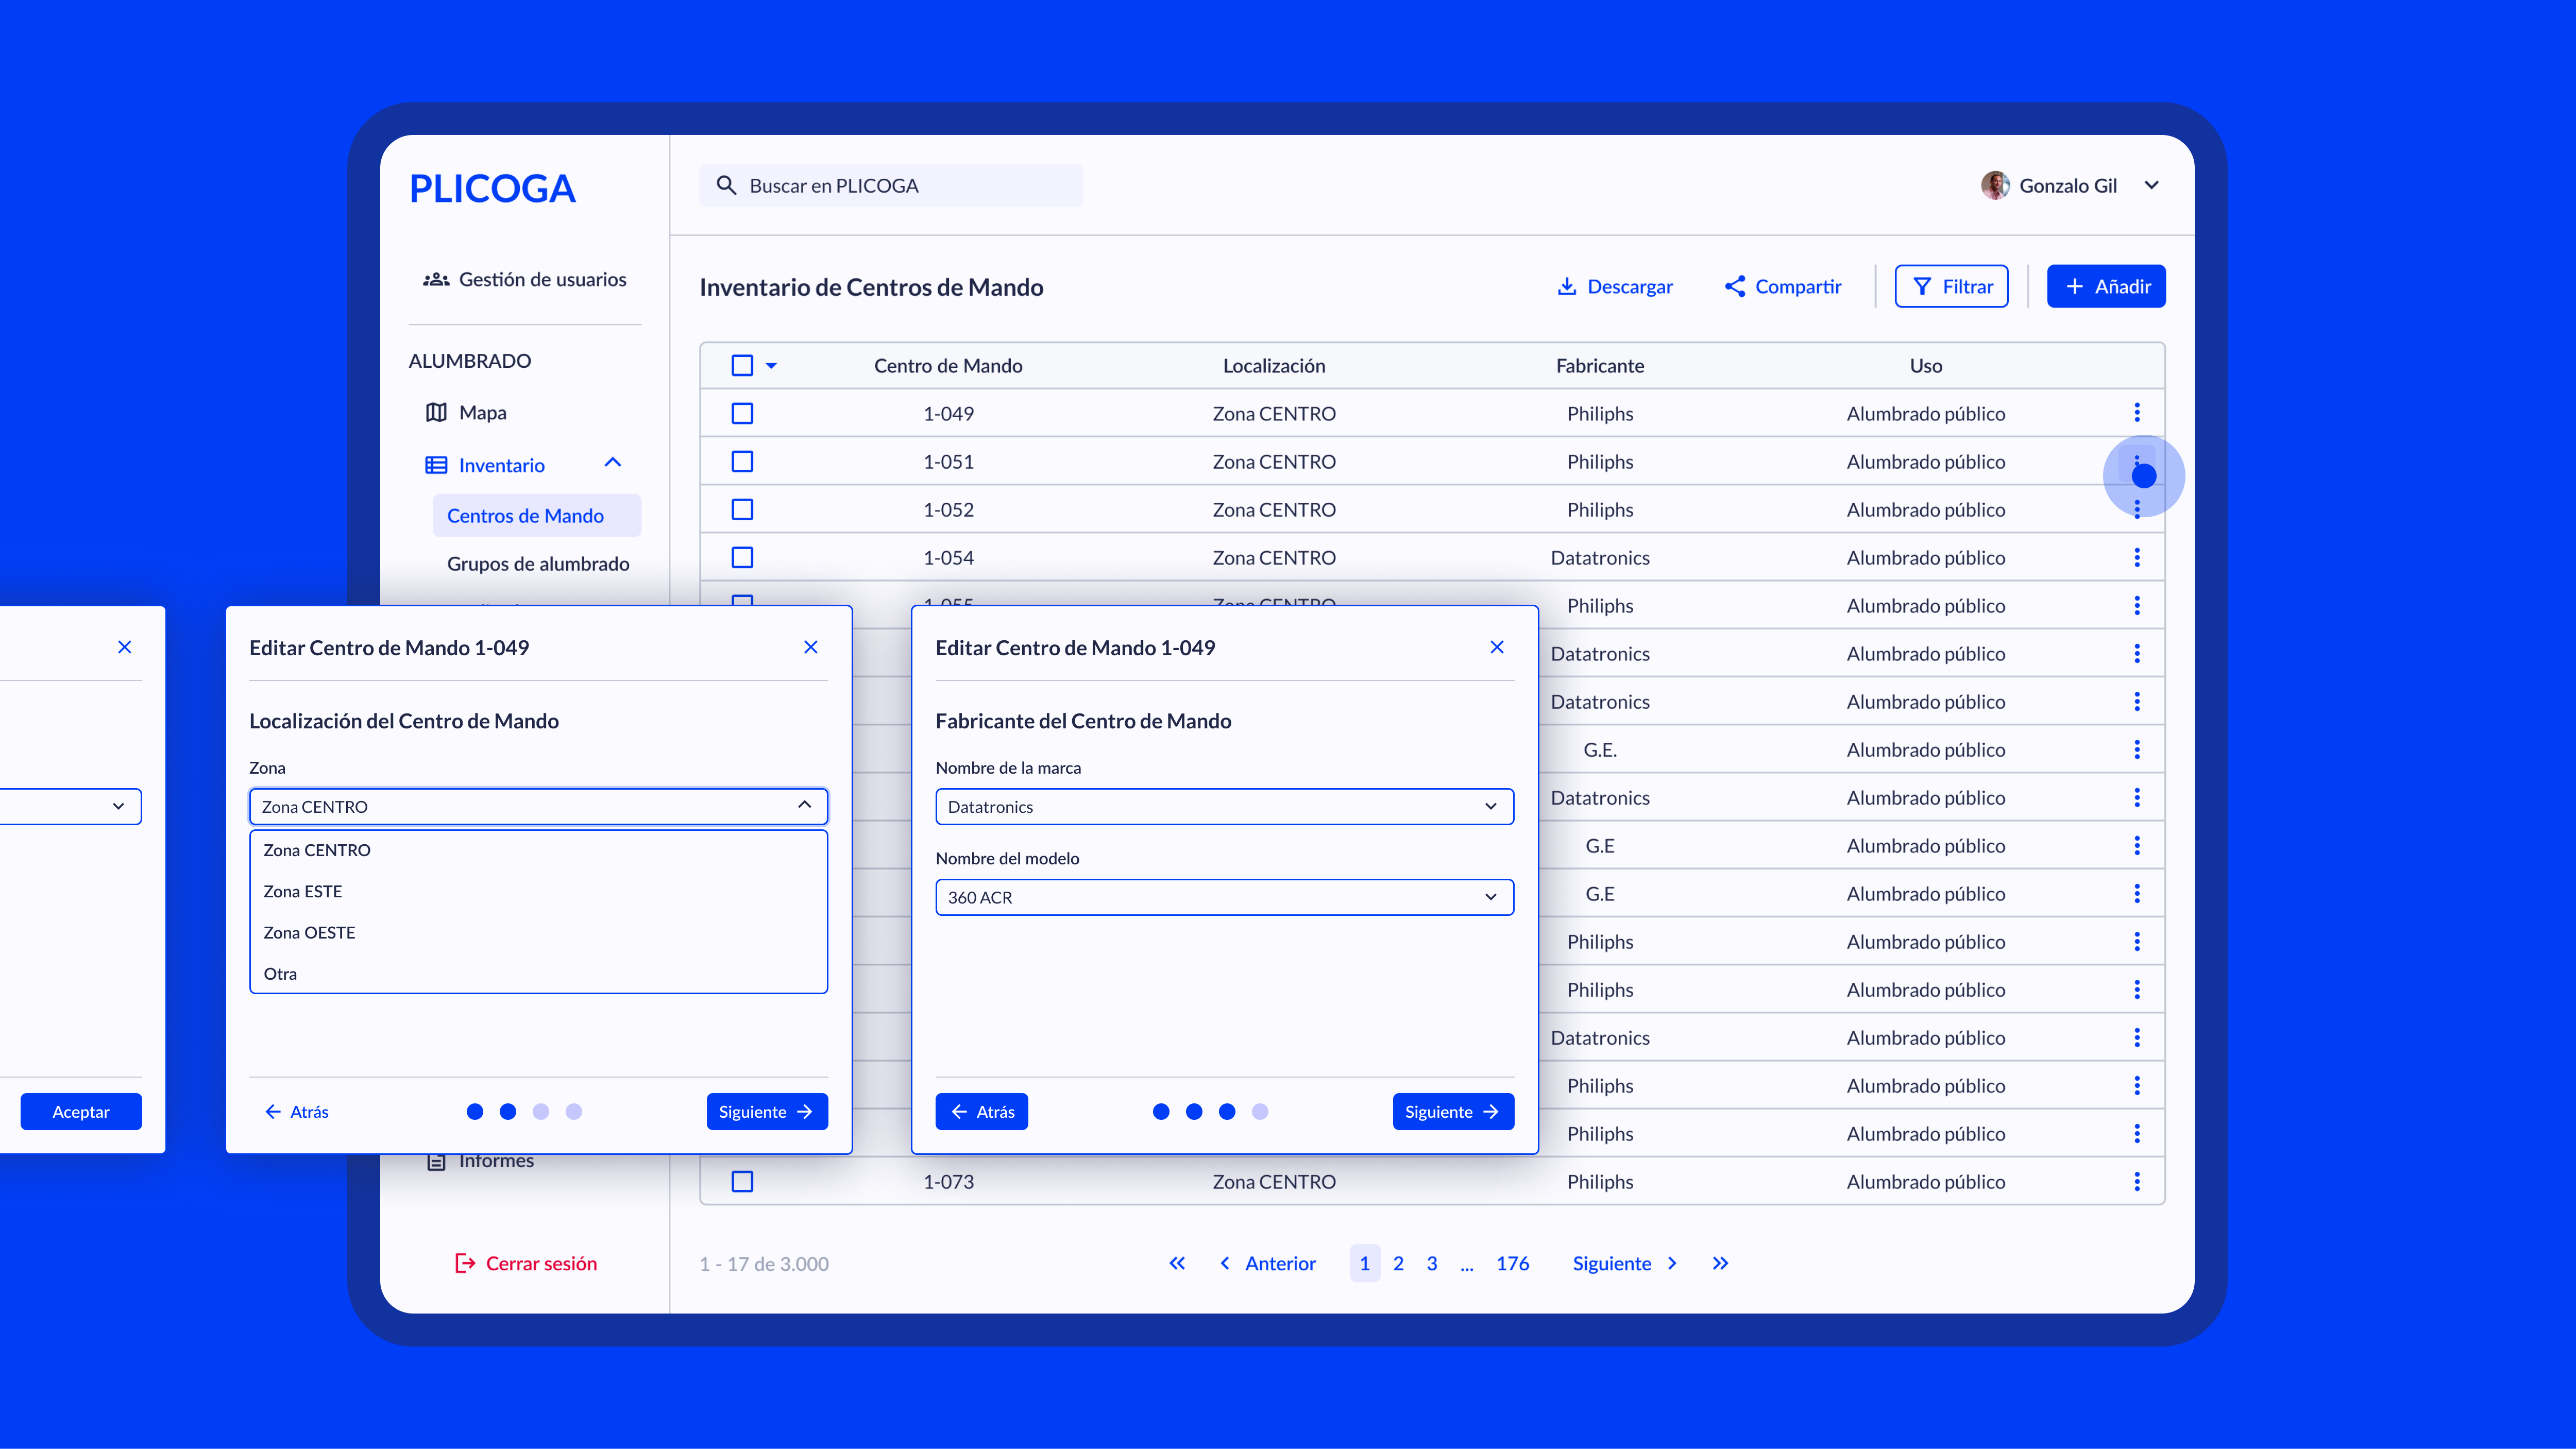 PLICOGA
Buscar en PLICOGA
Gonzalo Gil
Gestión de usuarios
ALUMBRADO
Mapa
Inventario
Centros de Mando
Grupos de alumbrado
Informes
Cerrar sesión
Inventario de Centros de Mando
Descargar
Compartir
Filtrar
Añadir
Centro de Mando Localización Fabricante Uso
1-049 Zona CENTRO Philiphs Alumbrado público
1-051 Zona CENTRO Philiphs Alumbrado público
1-052 Zona CENTRO Philiphs Alumbrado público
1-054 Zona CENTRO Datatronics Alumbrado público
1-055 Zona CENTRO Philiphs Alumbrado público
Datatronics Alumbrado público
Datatronics Alumbrado público
G.E. Alumbrado público
Datatronics Alumbrado público
G.E Alumbrado público
G.E Alumbrado público
Philiphs Alumbrado público
Philiphs Alumbrado público
Datatronics Alumbrado público
Philiphs Alumbrado público
Philiphs Alumbrado público
1-073 Zona CENTRO Philiphs Alumbrado público
1 - 17 de 3.000
Anterior 1 2 3 ... 176 Siguiente
Aceptar
Editar Centro de Mando 1-049
Localización del Centro de Mando
Zona
Zona CENTRO
Zona CENTRO
Zona ESTE
Zona OESTE
Otra
Atrás
Siguiente
Editar Centro de Mando 1-049
Fabricante del Centro de Mando
Nombre de la marca
Datatronics
Nombre del modelo
360 ACR
Atrás
Siguiente